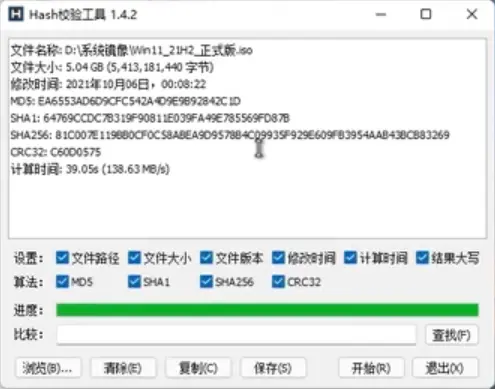 Hash校验工具 1.4.2
文件名称: D:\系统镜像\Win11_21H2_正式版.iso
文件大小: 5.04 GB (5,413,181,440 字节)
修改时间: 2021年10月06日，00:08:22
MD5: EA6553AD6D9CFC542A4D9E9B92842C1D
SHA1: 64769CCDC7B319F90811E039FA49E785569FD87B
SHA256: 81C007E119BB0CF0C58ABEA9D9578B4C09935F929E609FB3954AAB43BCB83269
CRC32: C60D0575
计算时间: 39.05s (138.63 MB/s)
设置: 文件路径 文件大小 文件版本 修改时间 计算时间 结果大写
算法: MD5 SHA1 SHA256 CRC32
进度:
比较: 查找(F)
浏览(B)... 清除(E) 复制(C) 保存(S) 开始(R) 退出(X)